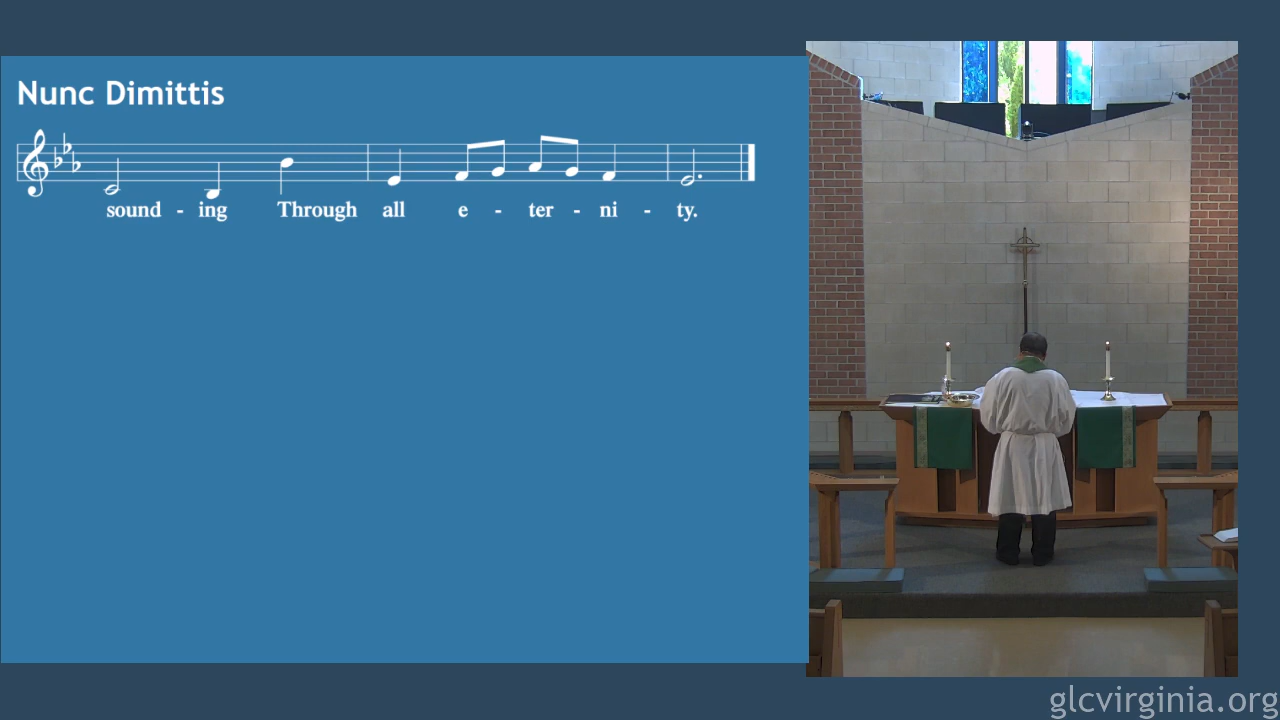 Nunc Dimittis
sound - ing Through all e - ter - ni - ty.
glcvirginia.org